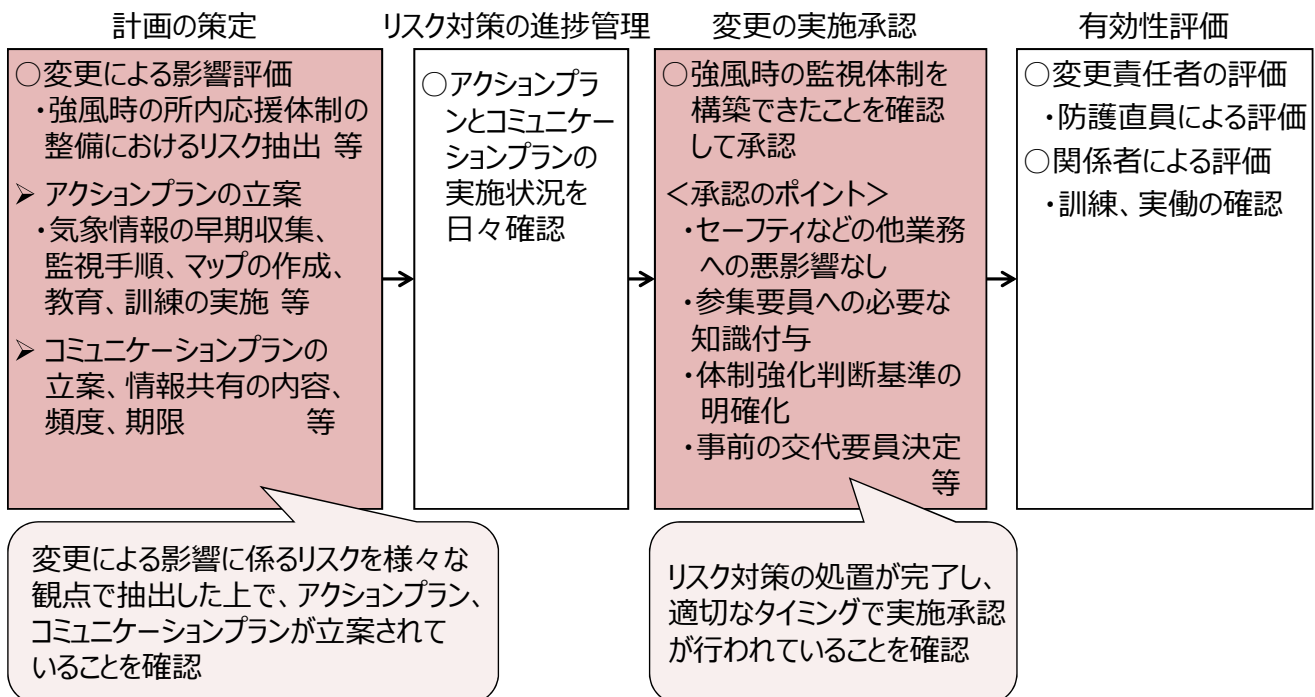 計画の策定
○変更による影響評価
・強風時の所内応援体制の
整備におけるリスク抽出 等
➢ アクションプランの立案
・気象情報の早期収集、
監視手順、マップの作成、
教育、訓練の実施 等
➢ コミュニケーションプランの
立案、情報共有の内容、
頻度、期限 等
リスク対策の進捗管理
○アクションプラ
ンとコミュニケー
ションプランの
実施状況を
日々確認
変更の実施承認
○強風時の監視体制を
構築できたことを確認
して承認
＜承認のポイント＞
・セーフティなどの他業務
への悪影響なし
・参集要員への必要な
知識付与
・体制強化判断基準の
明確化
・事前の交代要員決定
等
有効性評価
○変更責任者の評価
・防護直員による評価
○関係者による評価
・訓練、実働の確認
変更による影響に係るリスクを様々な
観点で抽出した上で、アクションプラン、
コミュニケーションプランが立案されて
いることを確認
リスク対策の処置が完了し、
適切なタイミングで実施承認
が行われていることを確認